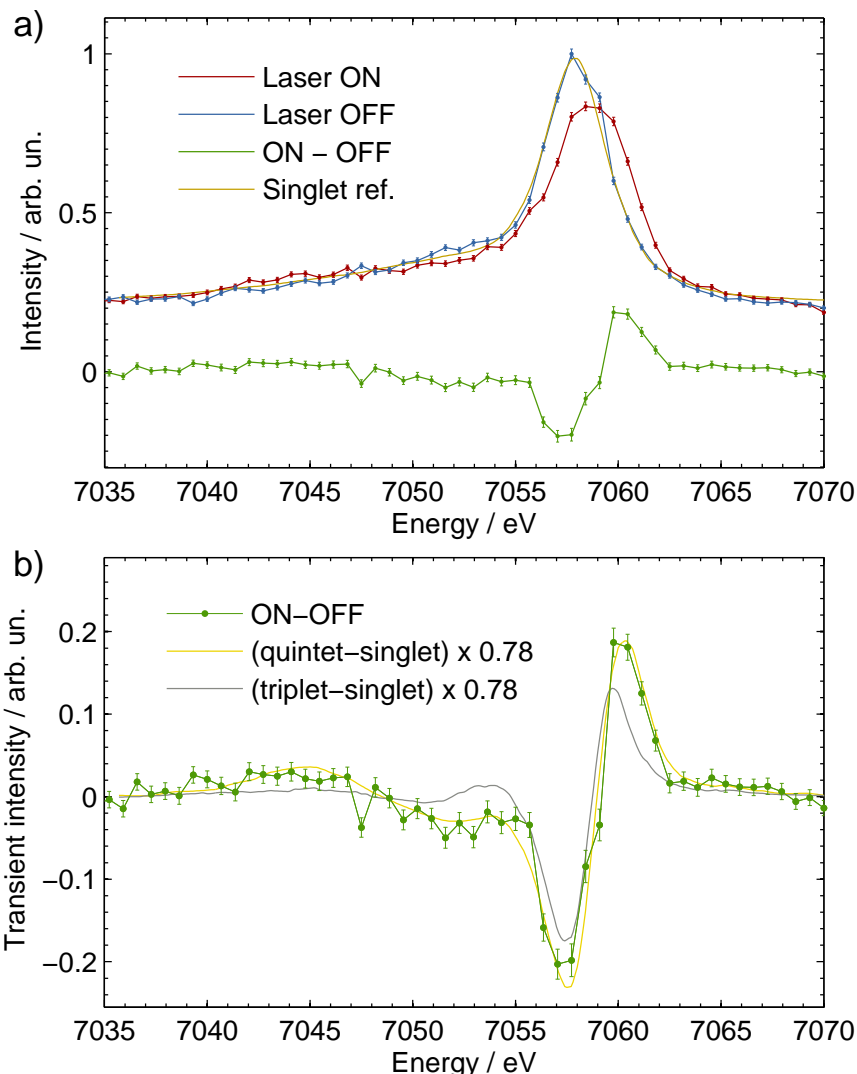 a)
Laser ON
Laser OFF
ON − OFF
Singlet ref.
1
0.5
0
Intensity / arb. un.
7035 7040 7045 7050 7055 7060 7065 7070
Energy / eV
b)
ON−OFF
(quintet−singlet) x 0.78
(triplet−singlet) x 0.78
0.2
0.1
0
−0.1
−0.2
Transient intensity / arb. un.
7035 7040 7045 7050 7055 7060 7065 7070
Energy / eV